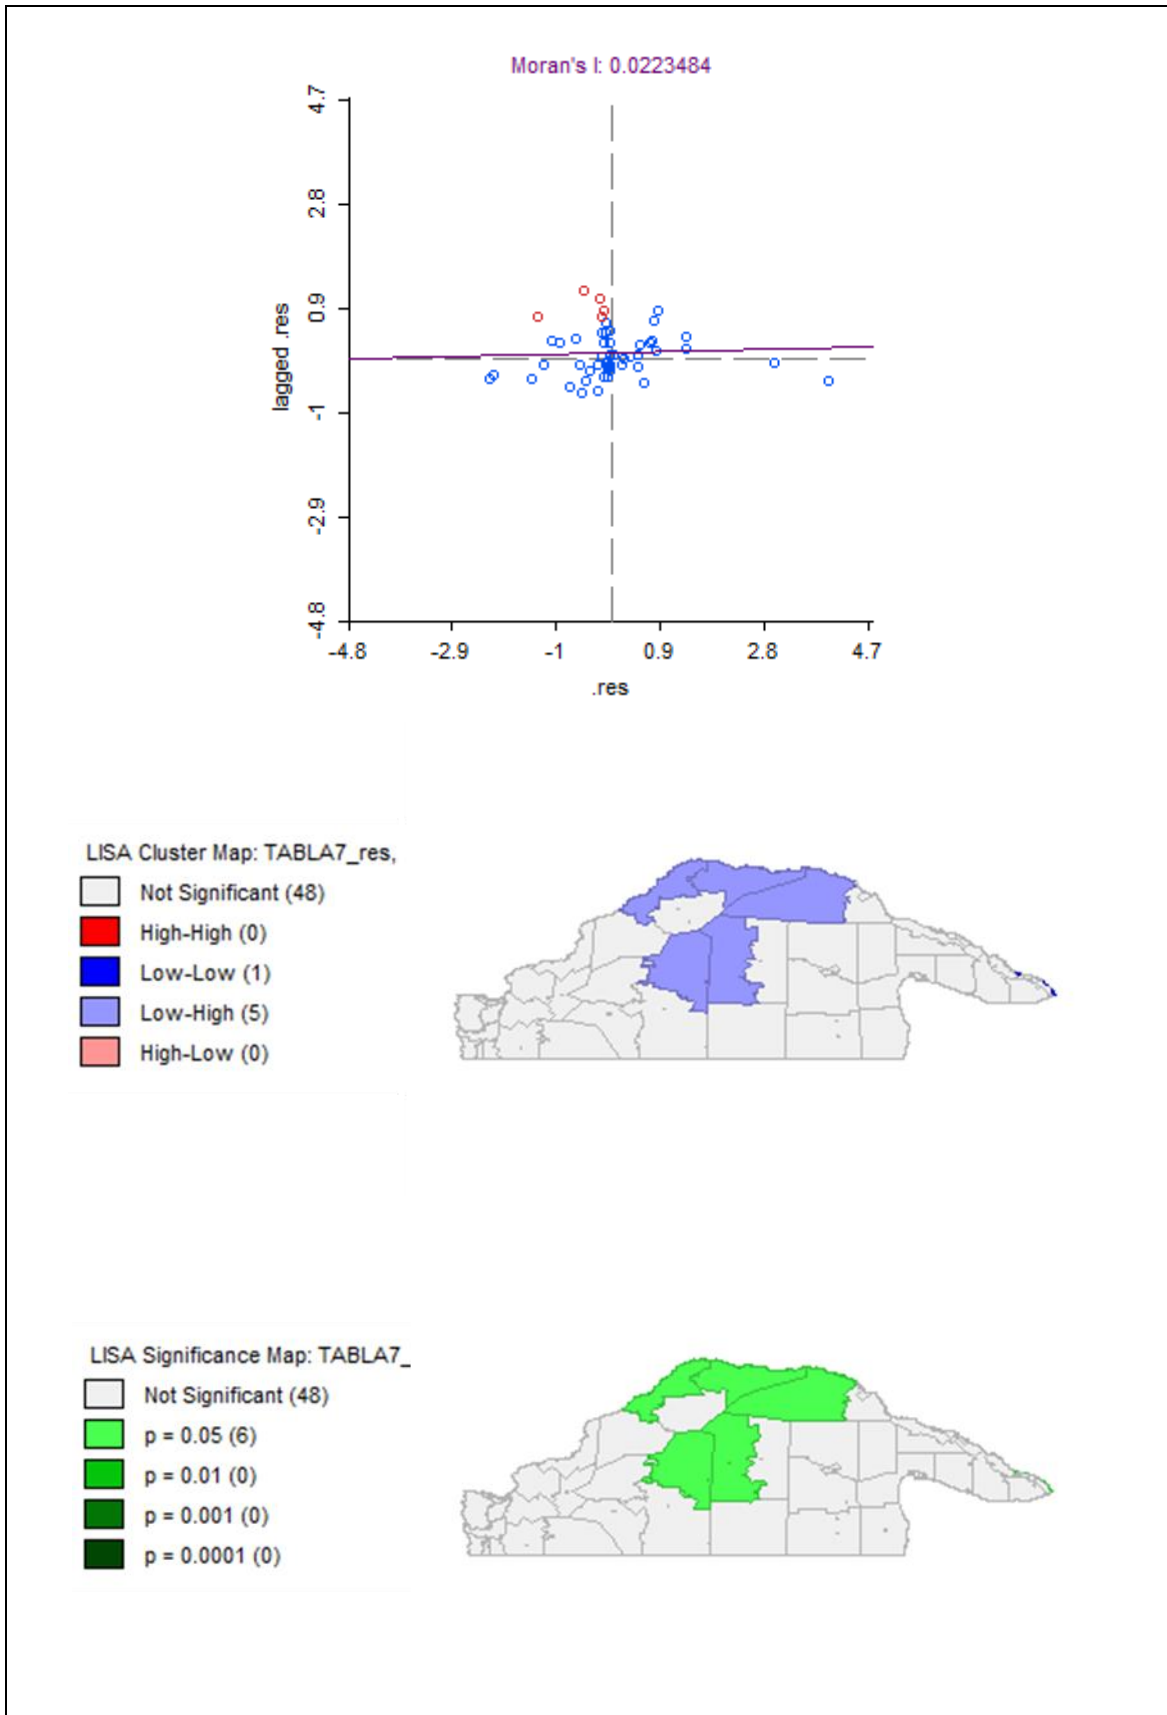 Moran's I: 0.0223484
4.7
2.8
0.9
-1
-2.9
-4.8
lagged .res
-4.8 -2.9 -1 0.9 2.8 4.7
.res
LISA Cluster Map: TABLA7_res,
Not Significant (48)
High-High (0)
Low-Low (1)
Low-High (5)
High-Low (0)
LISA Significance Map: TABLA7_
Not Significant (48)
p = 0.05 (6)
p = 0.01 (0)
p = 0.001 (0)
p = 0.0001 (0)